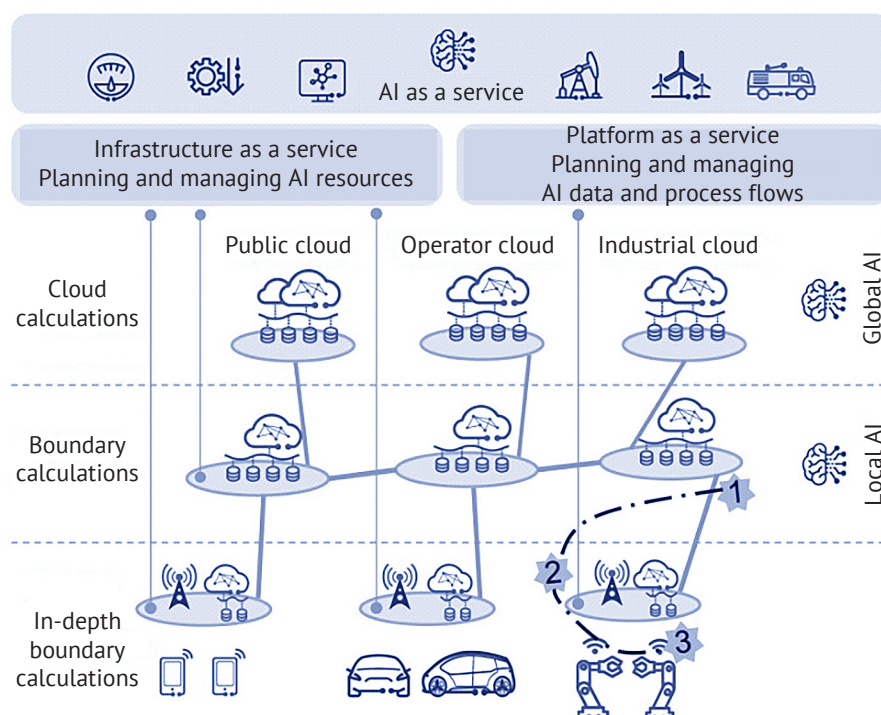 AI as a service
Infrastructure as a service
Planning and managing AI resources
Platform as a service
Planning and managing
AI data and process flows
Public cloud
Operator cloud
Industrial cloud
Cloud
calculations
Global AI
Boundary
calculations
Local AI
1
2
3
In-depth
boundary
calculations